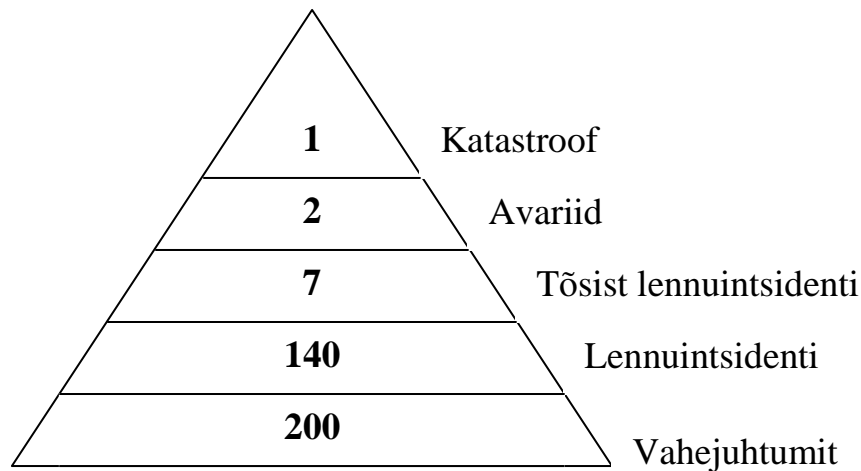 1 Katastroof
2 Avariid
7 Tõsist lennuintsidenti
140 Lennuintsidenti
200 Vahejuhtumit